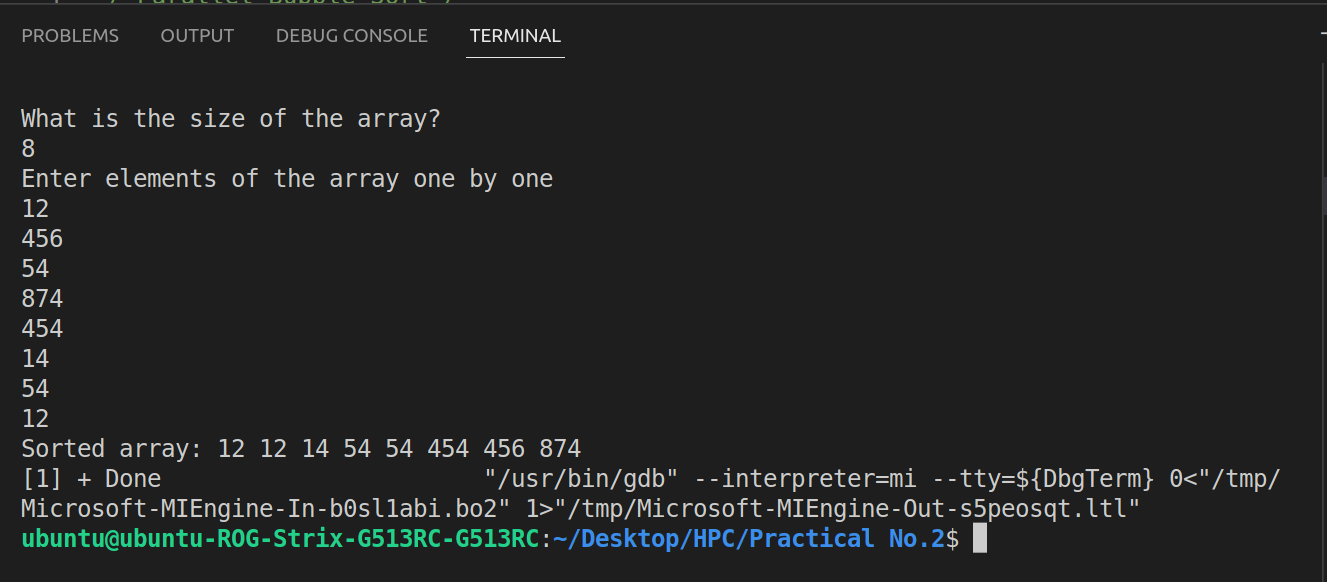 PROBLEMS OUTPUT DEBUG CONSOLE TERMINAL
What is the size of the array?
8
Enter elements of the array one by one
12
456
54
874
454
14
54
12
Sorted array: 12 12 14 54 54 454 456 874
[1] + Done "/usr/bin/gdb" --interpreter=mi --tty=${DbgTerm} 0<"/tmp/
Microsoft-MIEngine-In-b0sl1abi.bo2" 1>"/tmp/Microsoft-MIEngine-Out-s5peosqt.ltl"
ubuntu@ubuntu-ROG-Strix-G513RC-G513RC:~/Desktop/HPC/Practical No.2$